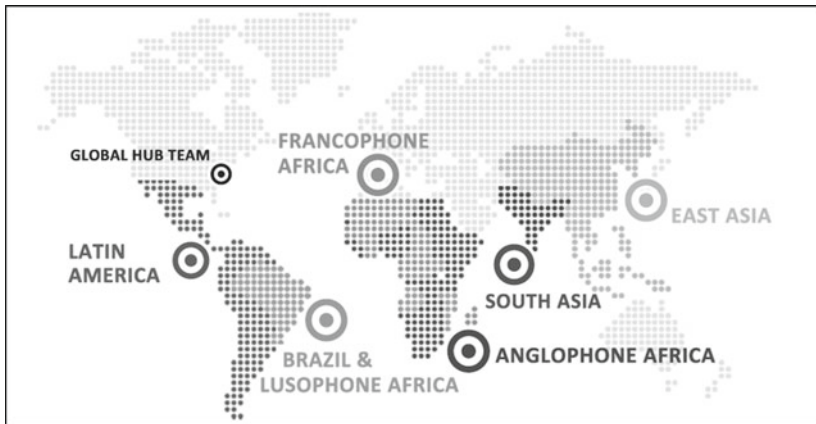 GLOBAL HUB TEAM
FRANCOPHONE
AFRICA
EAST ASIA
LATIN
AMERICA
SOUTH ASIA
BRAZIL &
LUSOPHONE AFRICA
ANGLOPHONE AFRICA